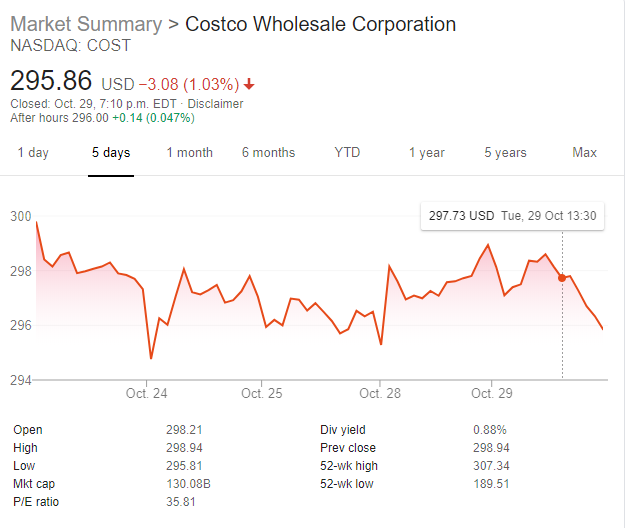 Market Summary > Costco Wholesale Corporation
NASDAQ: COST
295.86 USD −3.08 (1.03%)
Closed: Oct. 29, 7:10 p.m. EDT · Disclaimer
After hours 296.00 +0.14 (0.047%)
1 day 5 days 1 month 6 months YTD 1 year 5 years Max
297.73 USD Tue, 29 Oct 13:30
300
298
296
294
Oct. 24 Oct. 25 Oct. 28 Oct. 29
Open 298.21 Div yield 0.88%
High 298.94 Prev close 298.94
Low 295.81 52-wk high 307.34
Mkt cap 130.08B 52-wk low 189.51
P/E ratio 35.81